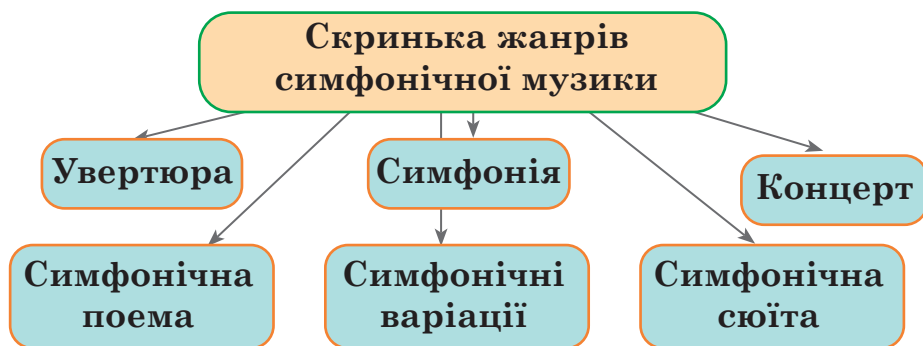 Скринька жанрів
симфонічної музики
Увертюра
Симфонія
Концерт
Симфонічна
поема
Симфонічні
варіації
Симфонічна
сюїта